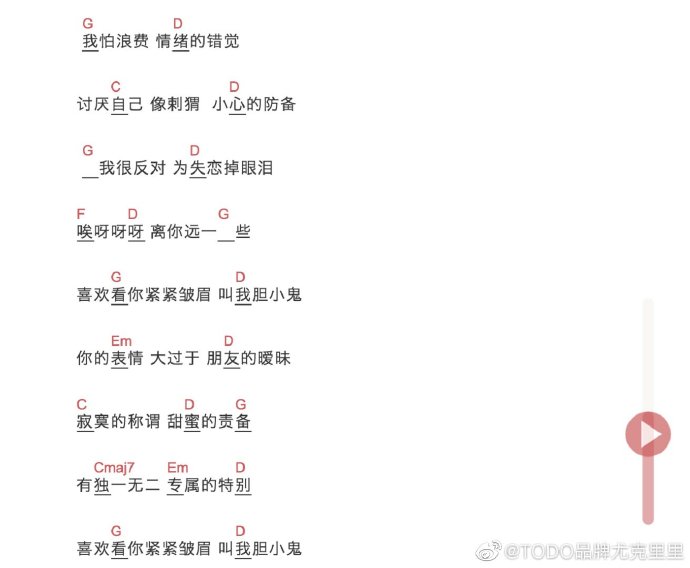 G D
我怕浪费 情绪的错觉
C D
讨厌自己 像刺猬 小心的防备
G D
__我很反对 为失恋掉眼泪
F D G
唉呀呀呀 离你远一__些
G D
喜欢看你紧紧皱眉 叫我胆小鬼
Em D
你的表情 大过于 朋友的暧昧
C D G
寂寞的称谓 甜蜜的责备
Cmaj7 Em D
有独一无二 专属的特别
G D
喜欢看你紧紧皱眉 叫我胆小鬼
@TODO品牌尤克里里